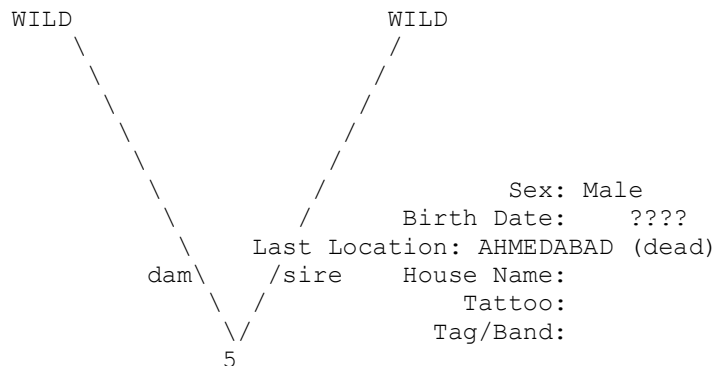 WILD                              WILD
\                        /
\                      /
\                    /
\                  /
\                /
\              /
\            /          Sex: Male
\          /     Birth Date:    ????
\   Last Location: AHMEDABAD (dead)
dam\    /sire    House Name:
\  /             Tattoo:
\/            Tag/Band:
5